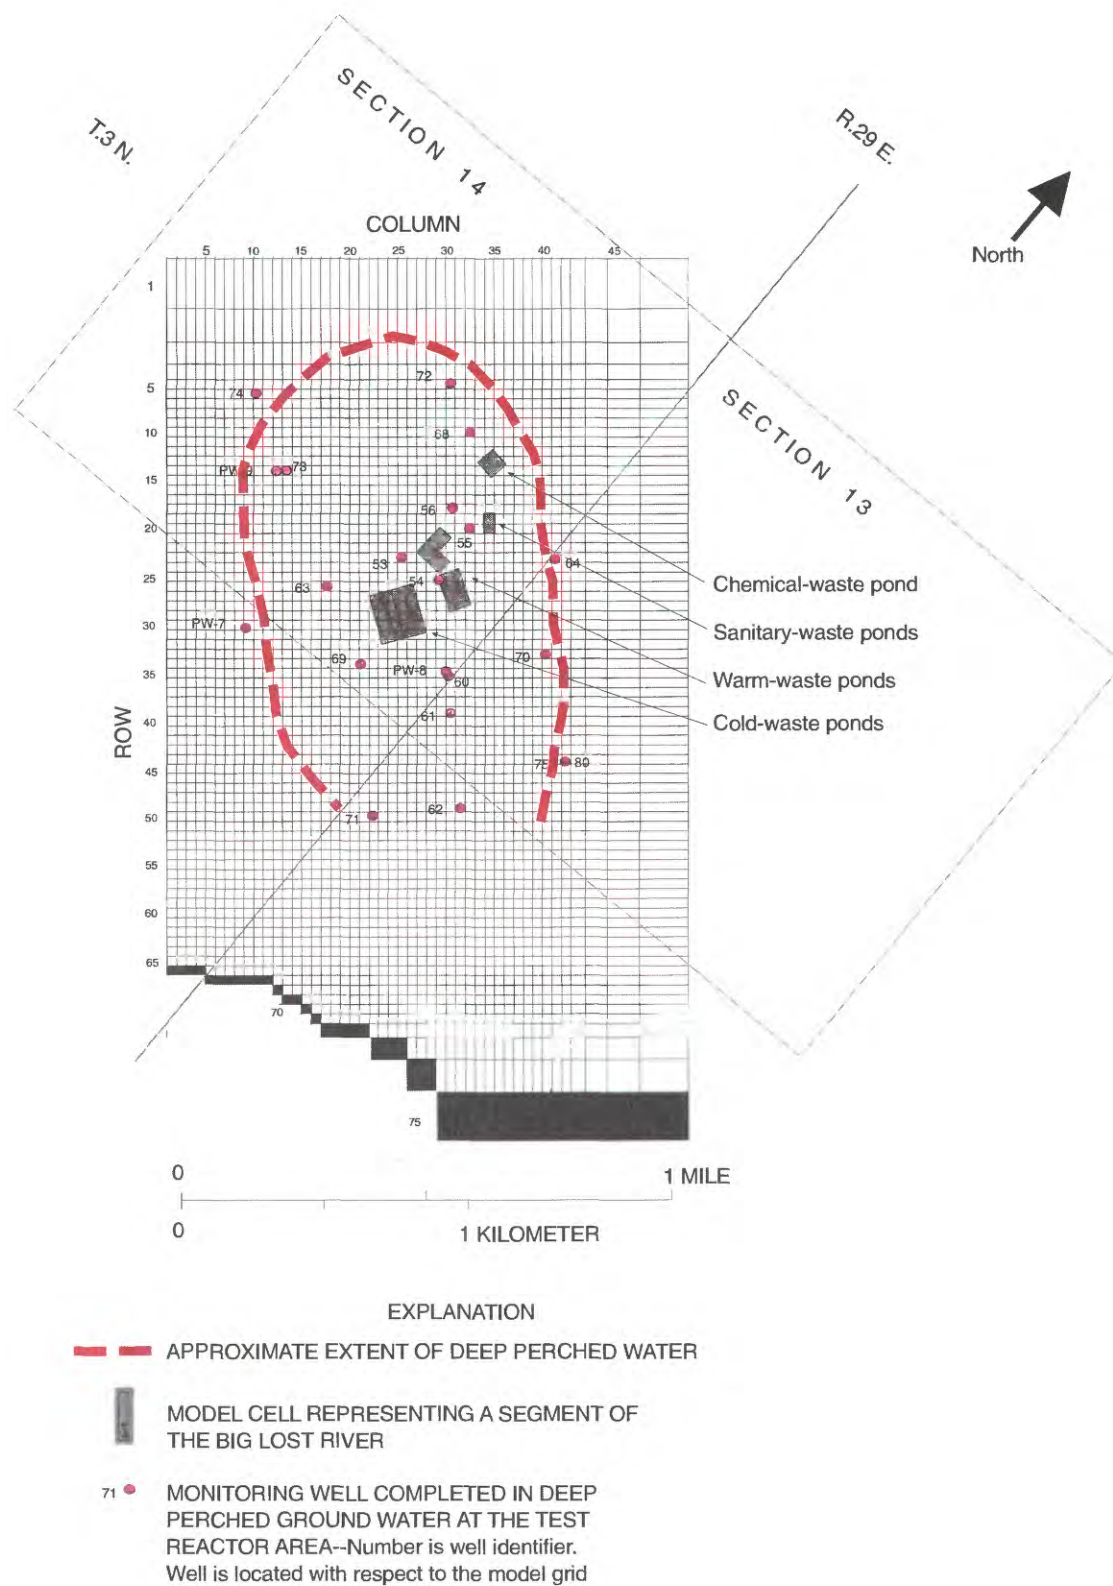 T.3 N.
SECTION 14
R.29 E.
North
COLUMN
5 10 15 20 25 30 35 40 45
1
5
10
15
20
25
30
35
40
45
50
55
60
65
70
75
ROW
SECTION 13
72
74
68
PW-9 73
56
55
53
54
64
63
PW-7
69
PW-8
60
70
61
75 80
71
62
Chemical-waste pond
Sanitary-waste ponds
Warm-waste ponds
Cold-waste ponds
0 1 MILE
0 1 KILOMETER
EXPLANATION
APPROXIMATE EXTENT OF DEEP PERCHED WATER
MODEL CELL REPRESENTING A SEGMENT OF
THE BIG LOST RIVER
71 MONITORING WELL COMPLETED IN DEEP
PERCHED GROUND WATER AT THE TEST
REACTOR AREA--Number is well identifier.
Well is located with respect to the model grid